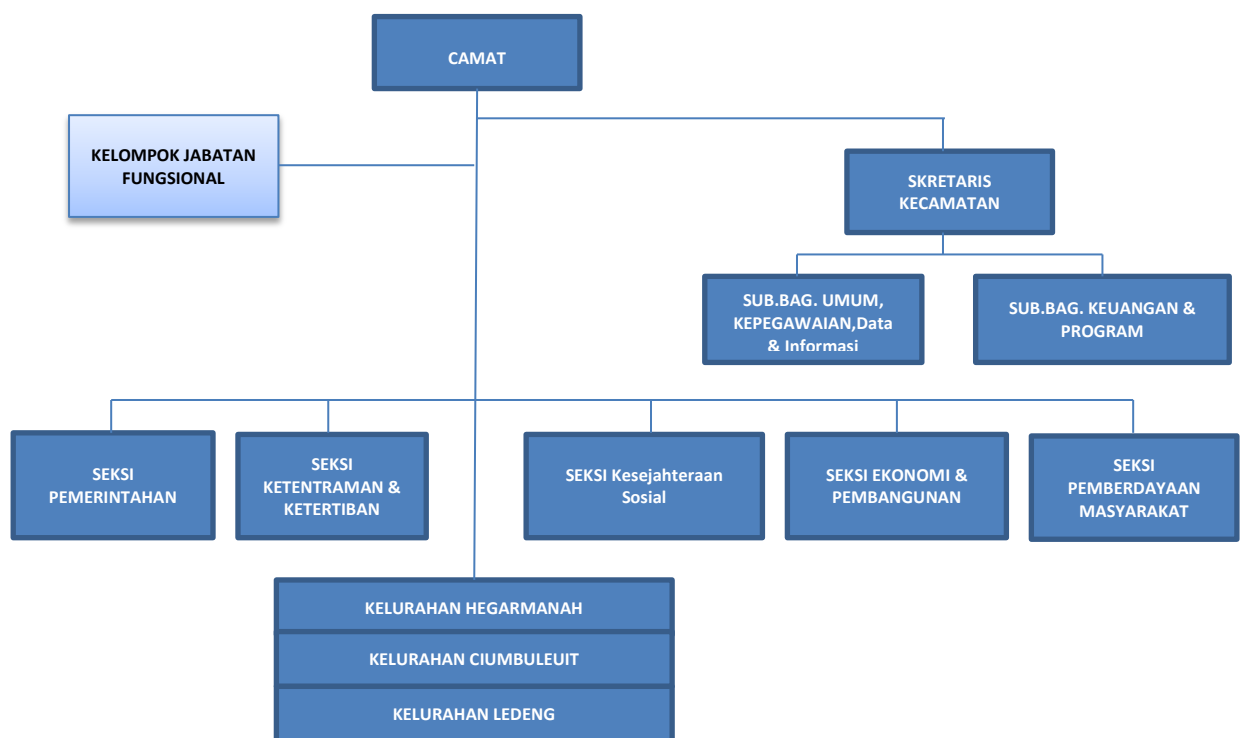 CAMAT
KELOMPOK JABATAN
FUNGSIONAL
SKRETARIS
KECAMATAN
SUB.BAG. UMUM,
KEPEGAWAIAN,Data
& Informasi
SUB.BAG. KEUANGAN &
PROGRAM
SEKSI
PEMERINTAHAN
SEKSI
KETENTRAMAN &
KETERTIBAN
SEKSI Kesejahteraan
Sosial
SEKSI EKONOMI &
PEMBANGUNAN
SEKSI
PEMBERDAYAAN
MASYARAKAT
KELURAHAN HEGARMANAH
KELURAHAN CIUMBULEUIT
KELURAHAN LEDENG